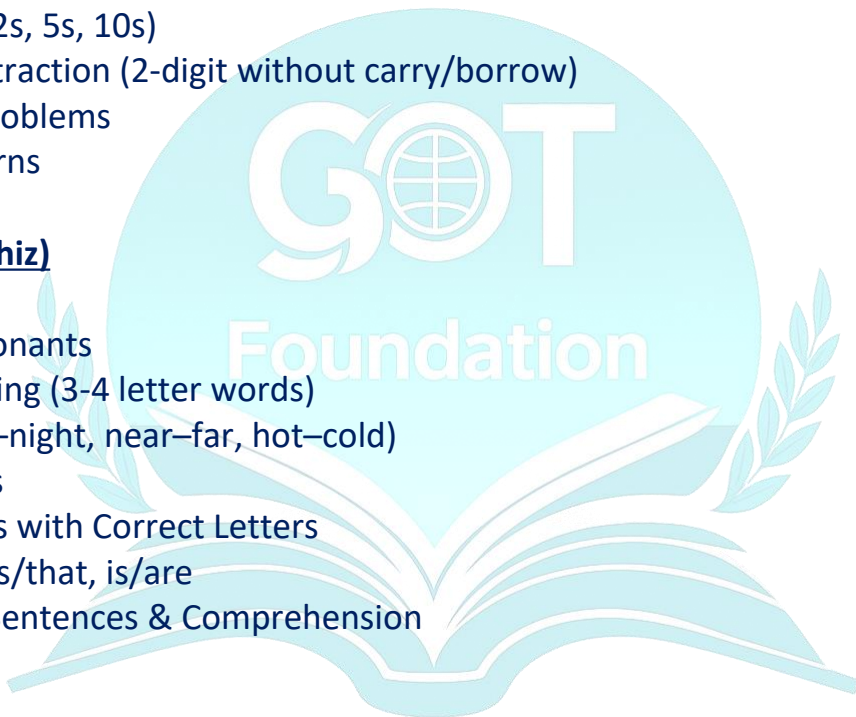 2s, 5s, 10s)
traction (2-digit without carry/borrow)
oblems
rns
hiz)
onants
ing (3-4 letter words)
–night, near–far, hot–cold)
s
s with Correct Letters
s/that, is/are
entences & Comprehension
GOT
Foundation